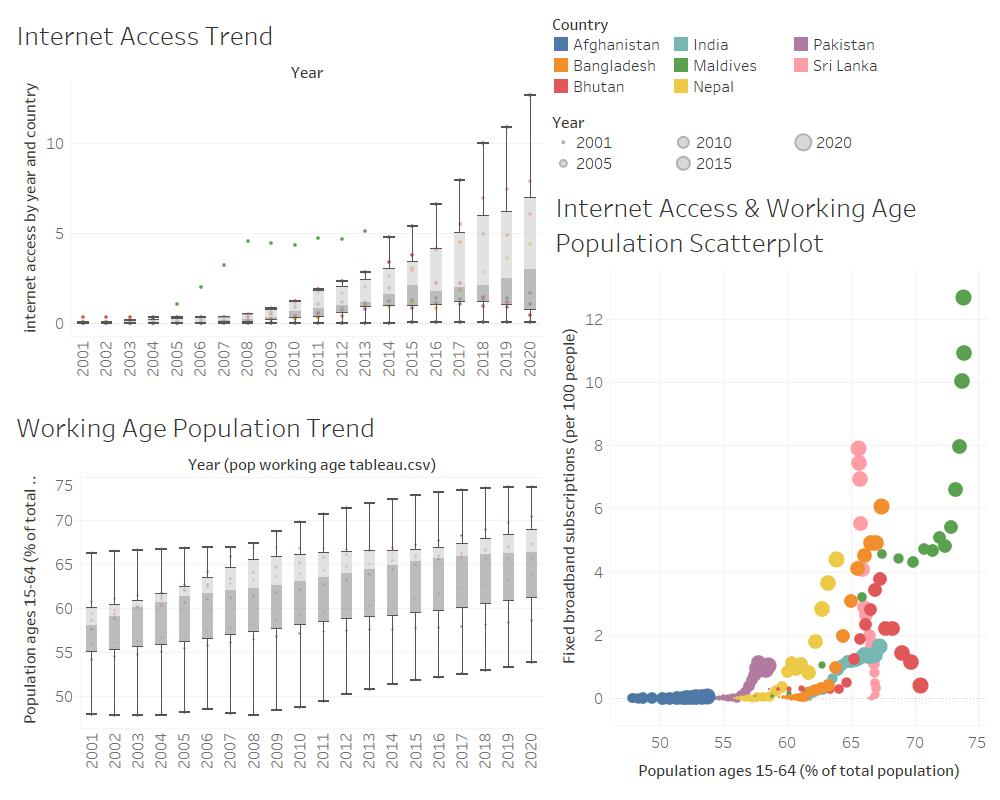 Internet Access Trend
Year
internet access by year and country
10
5
0
2001 2002 2003 2004 2005 2006 2007 2008 2009 2010 2011 2012 2013 2014 2015 2016 2017 2018 2019 2020
Working Age Population Trend
Year (pop working age tableau.csv)
Population ages 15-64 (% of total ..
75
70
65
60
55
50
2001 2002 2003 2004 2005 2006 2007 2008 2009 2010 2011 2012 2013 2014 2015 2016 2017 2018 2019 2020
Country
Afghanistan India Pakistan
Bangladesh Maldives Sri Lanka
Bhutan Nepal
Year
2001 2010 2020
2005 2015
Internet Access & Working Age
Population Scatterplot
Fixed broadband subscriptions (per 100 people)
12
10
8
6
4
2
0
50 55 60 65 70 75
Population ages 15-64 (% of total population)